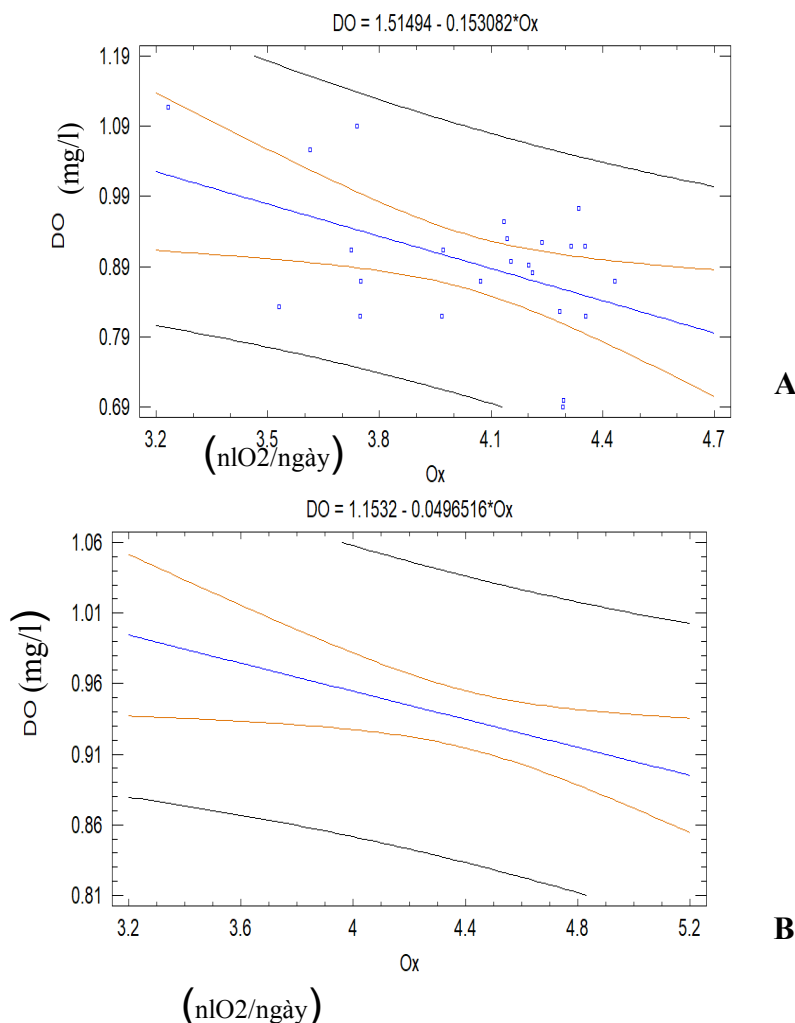 DO = 1.51494 - 0.153082*Ox
1.19
1.09
0.99
0.89
0.79
0.69
DO (mg/l)
3.2 3.5 3.8 4.1 4.4 4.7
(nlO2/ngày)
Ox
A
DO = 1.1532 - 0.0496516*Ox
1.06
1.01
0.96
0.91
0.86
0.81
DO (mg/l)
3.2 3.6 4 4.4 4.8 5.2
Ox
B
(nlO2/ngày)